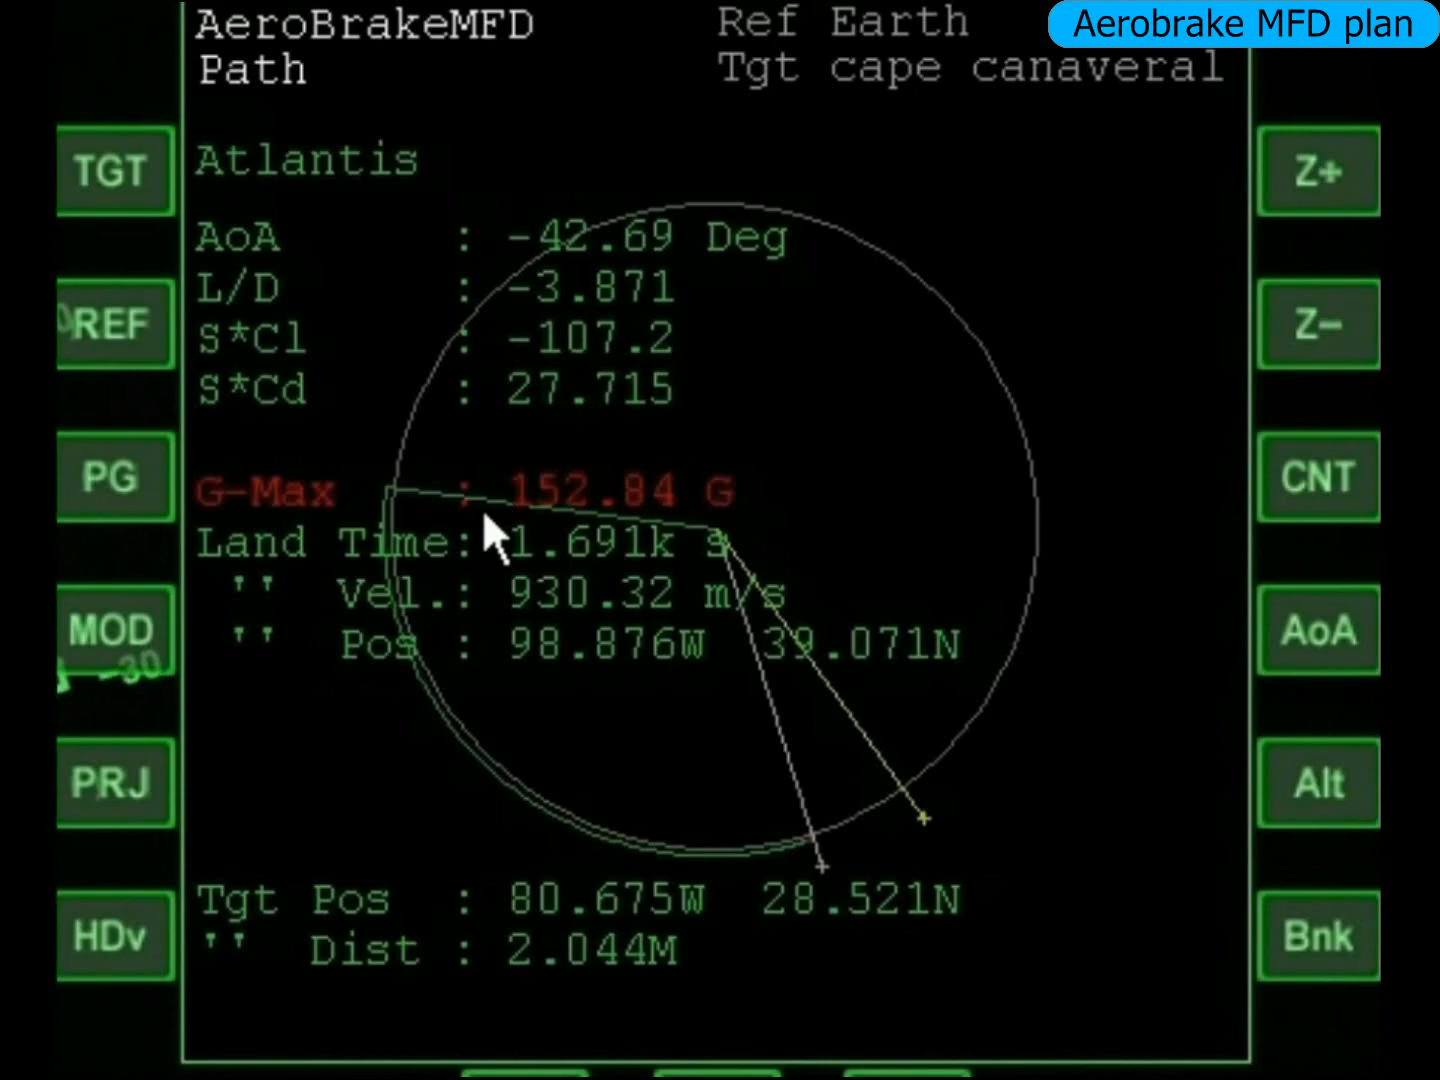 AeroBrakeMFD Ref Earth
Aerobrake MFD plan
Path Tgt cape canaveral
Atlantis
AoA : -42.69 Deg
L/D : -3.871
S*Cl : -107.2
S*Cd : 27.715
G-Max : 152.84 G
Land Time: 1.691k s
'' Vel.: 930.32 m/s
'' Pos : 98.876W 39.071N
Tgt Pos : 80.675W 28.521N
'' Dist : 2.044M
TGT
REF
PG
MOD
-30
PRJ
HDv
Z+
Z-
CNT
AoA
Alt
Bnk